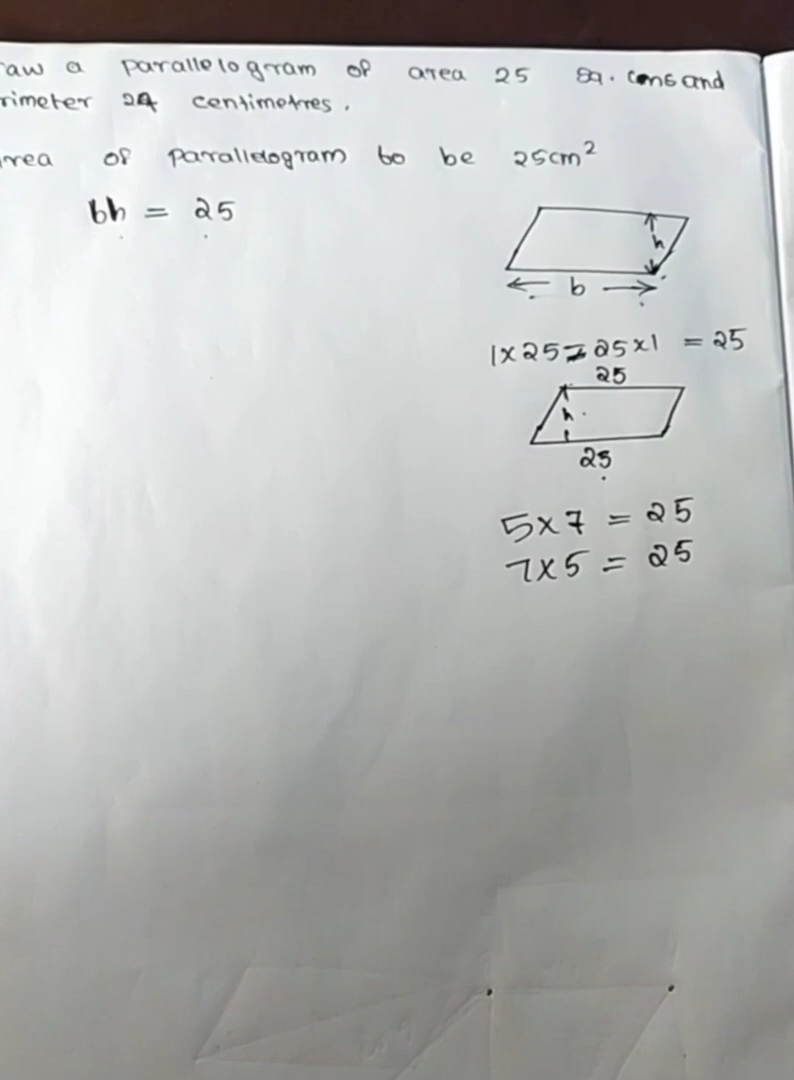 aw a parallelogram of area 25 sq. cms and
rimeter 24 centimetres.
rea of parallelogram to be 25cm²
bh = 25
h
b
1×25=25×1 = 25
25
h
25
5×7 = 25
7×5 = 25